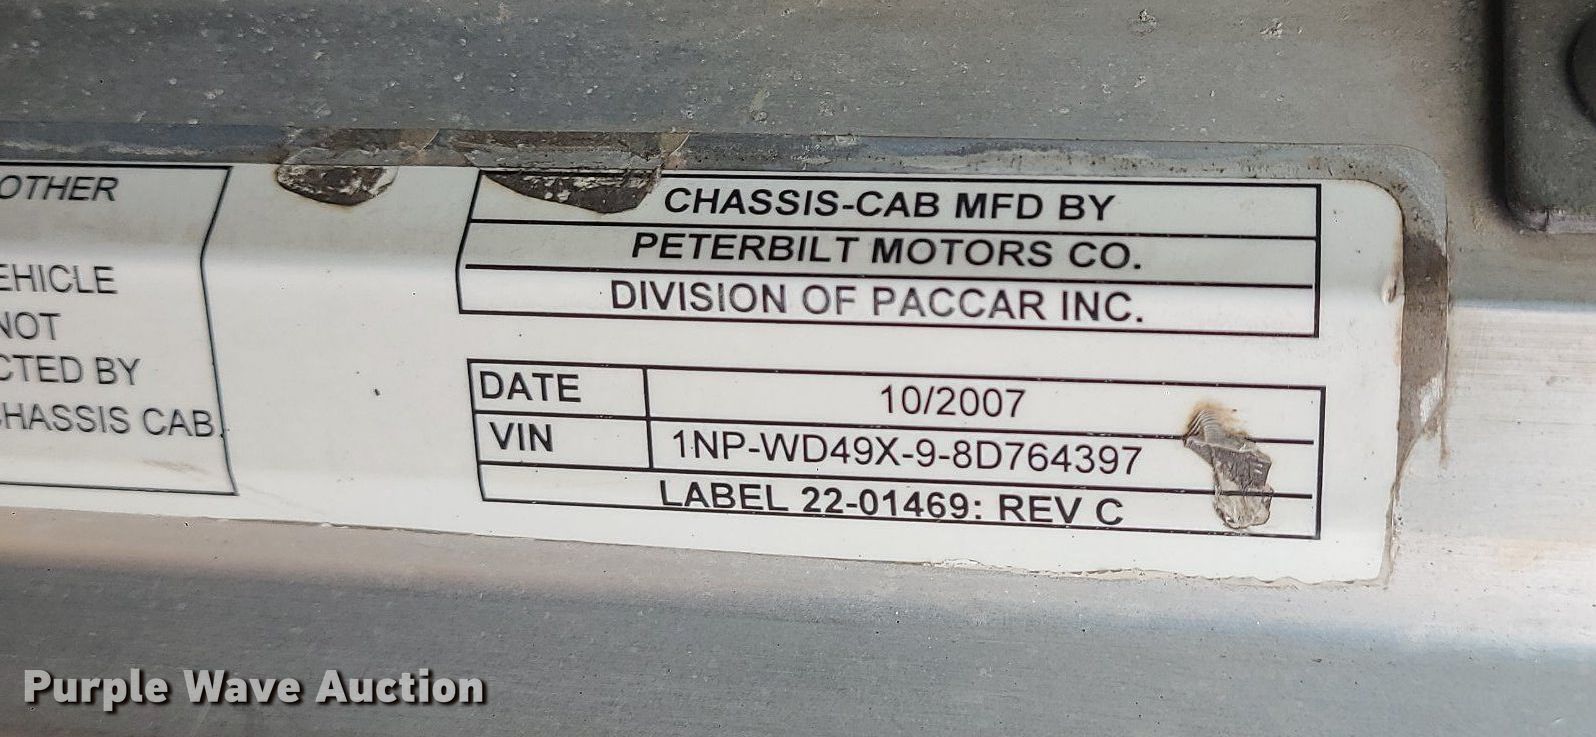 OTHER
EHICLE
NOT
CTED BY
CHASSIS CAB.
CHASSIS-CAB MFD BY
PETERBILT MOTORS CO.
DIVISION OF PACCAR INC.
DATE 10/2007
VIN 1NP-WD49X-9-8D764397
LABEL 22-01469: REV C
Purple Wave Auction